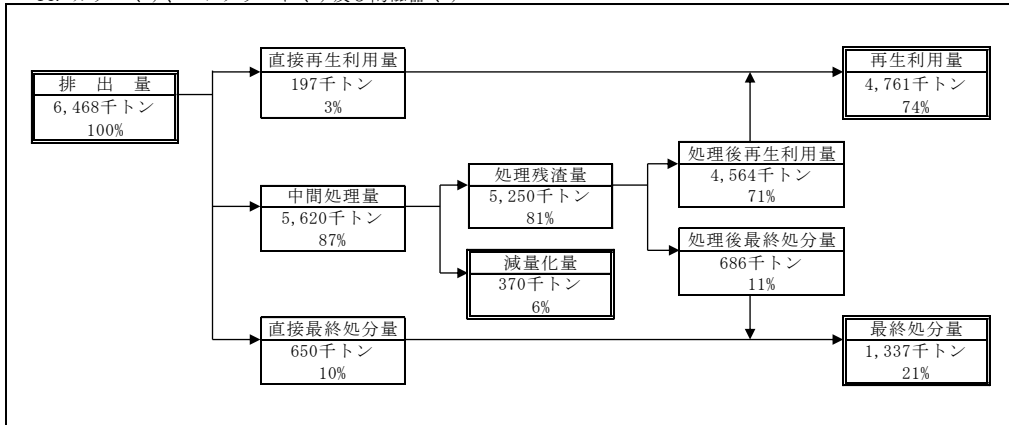 排 出 量
6,468千トン
100%
直接再生利用量
197千トン
3%
再生利用量
4,761千トン
74%
中間処理量
5,620千トン
87%
処理残渣量
5,250千トン
81%
処理後再生利用量
4,564千トン
71%
減量化量
370千トン
6%
処理後最終処分量
686千トン
11%
直接最終処分量
650千トン
10%
最終処分量
1,337千トン
21%